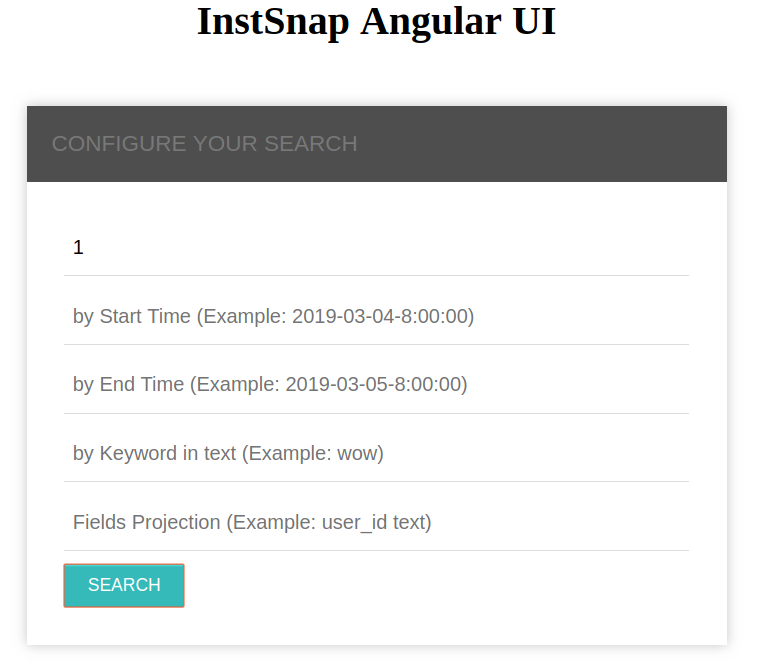 InstSnap Angular UI
CONFIGURE YOUR SEARCH
1
by Start Time (Example: 2019-03-04-8:00:00)
by End Time (Example: 2019-03-05-8:00:00)
by Keyword in text (Example: wow)
Fields Projection (Example: user_id text)
SEARCH